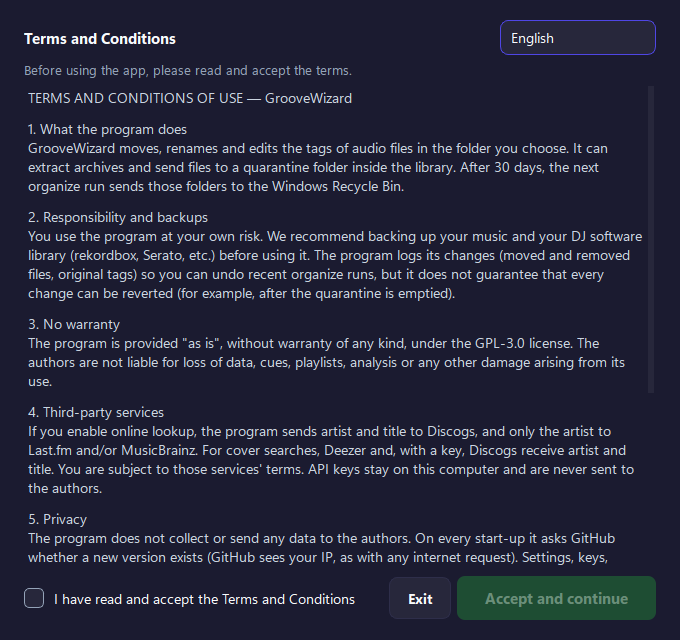 Terms and Conditions
English
Before using the app, please read and accept the terms.
TERMS AND CONDITIONS OF USE — GrooveWizard
1. What the program does
GrooveWizard moves, renames and edits the tags of audio files in the folder you choose. It can
extract archives and send files to a quarantine folder inside the library. After 30 days, the next
organize run sends those folders to the Windows Recycle Bin.
2. Responsibility and backups
You use the program at your own risk. We recommend backing up your music and your DJ software
library (rekordbox, Serato, etc.) before using it. The program logs its changes (moved and removed
files, original tags) so you can undo recent organize runs, but it does not guarantee that every
change can be reverted (for example, after the quarantine is emptied).
3. No warranty
The program is provided "as is", without warranty of any kind, under the GPL-3.0 license. The
authors are not liable for loss of data, cues, playlists, analysis or any other damage arising from its
use.
4. Third-party services
If you enable online lookup, the program sends artist and title to Discogs, and only the artist to
Last.fm and/or MusicBrainz. For cover searches, Deezer and, with a key, Discogs receive artist and
title. You are subject to those services' terms. API keys stay on this computer and are never sent to
the authors.
5. Privacy
The program does not collect or send any data to the authors. On every start-up it asks GitHub
whether a new version exists (GitHub sees your IP, as with any internet request). Settings, keys,
I have read and accept the Terms and Conditions
Exit
Accept and continue